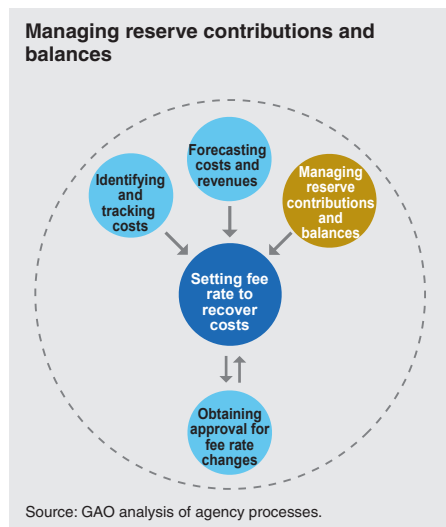 Managing reserve contributions and
balances
Forecasting
costs and
revenues
Identifying
and
tracking
costs
Managing
reserve
contributions
and
balances
Setting fee
rate to
recover
costs
Obtaining
approval for
fee rate
changes
Source: GAO analysis of agency processes.